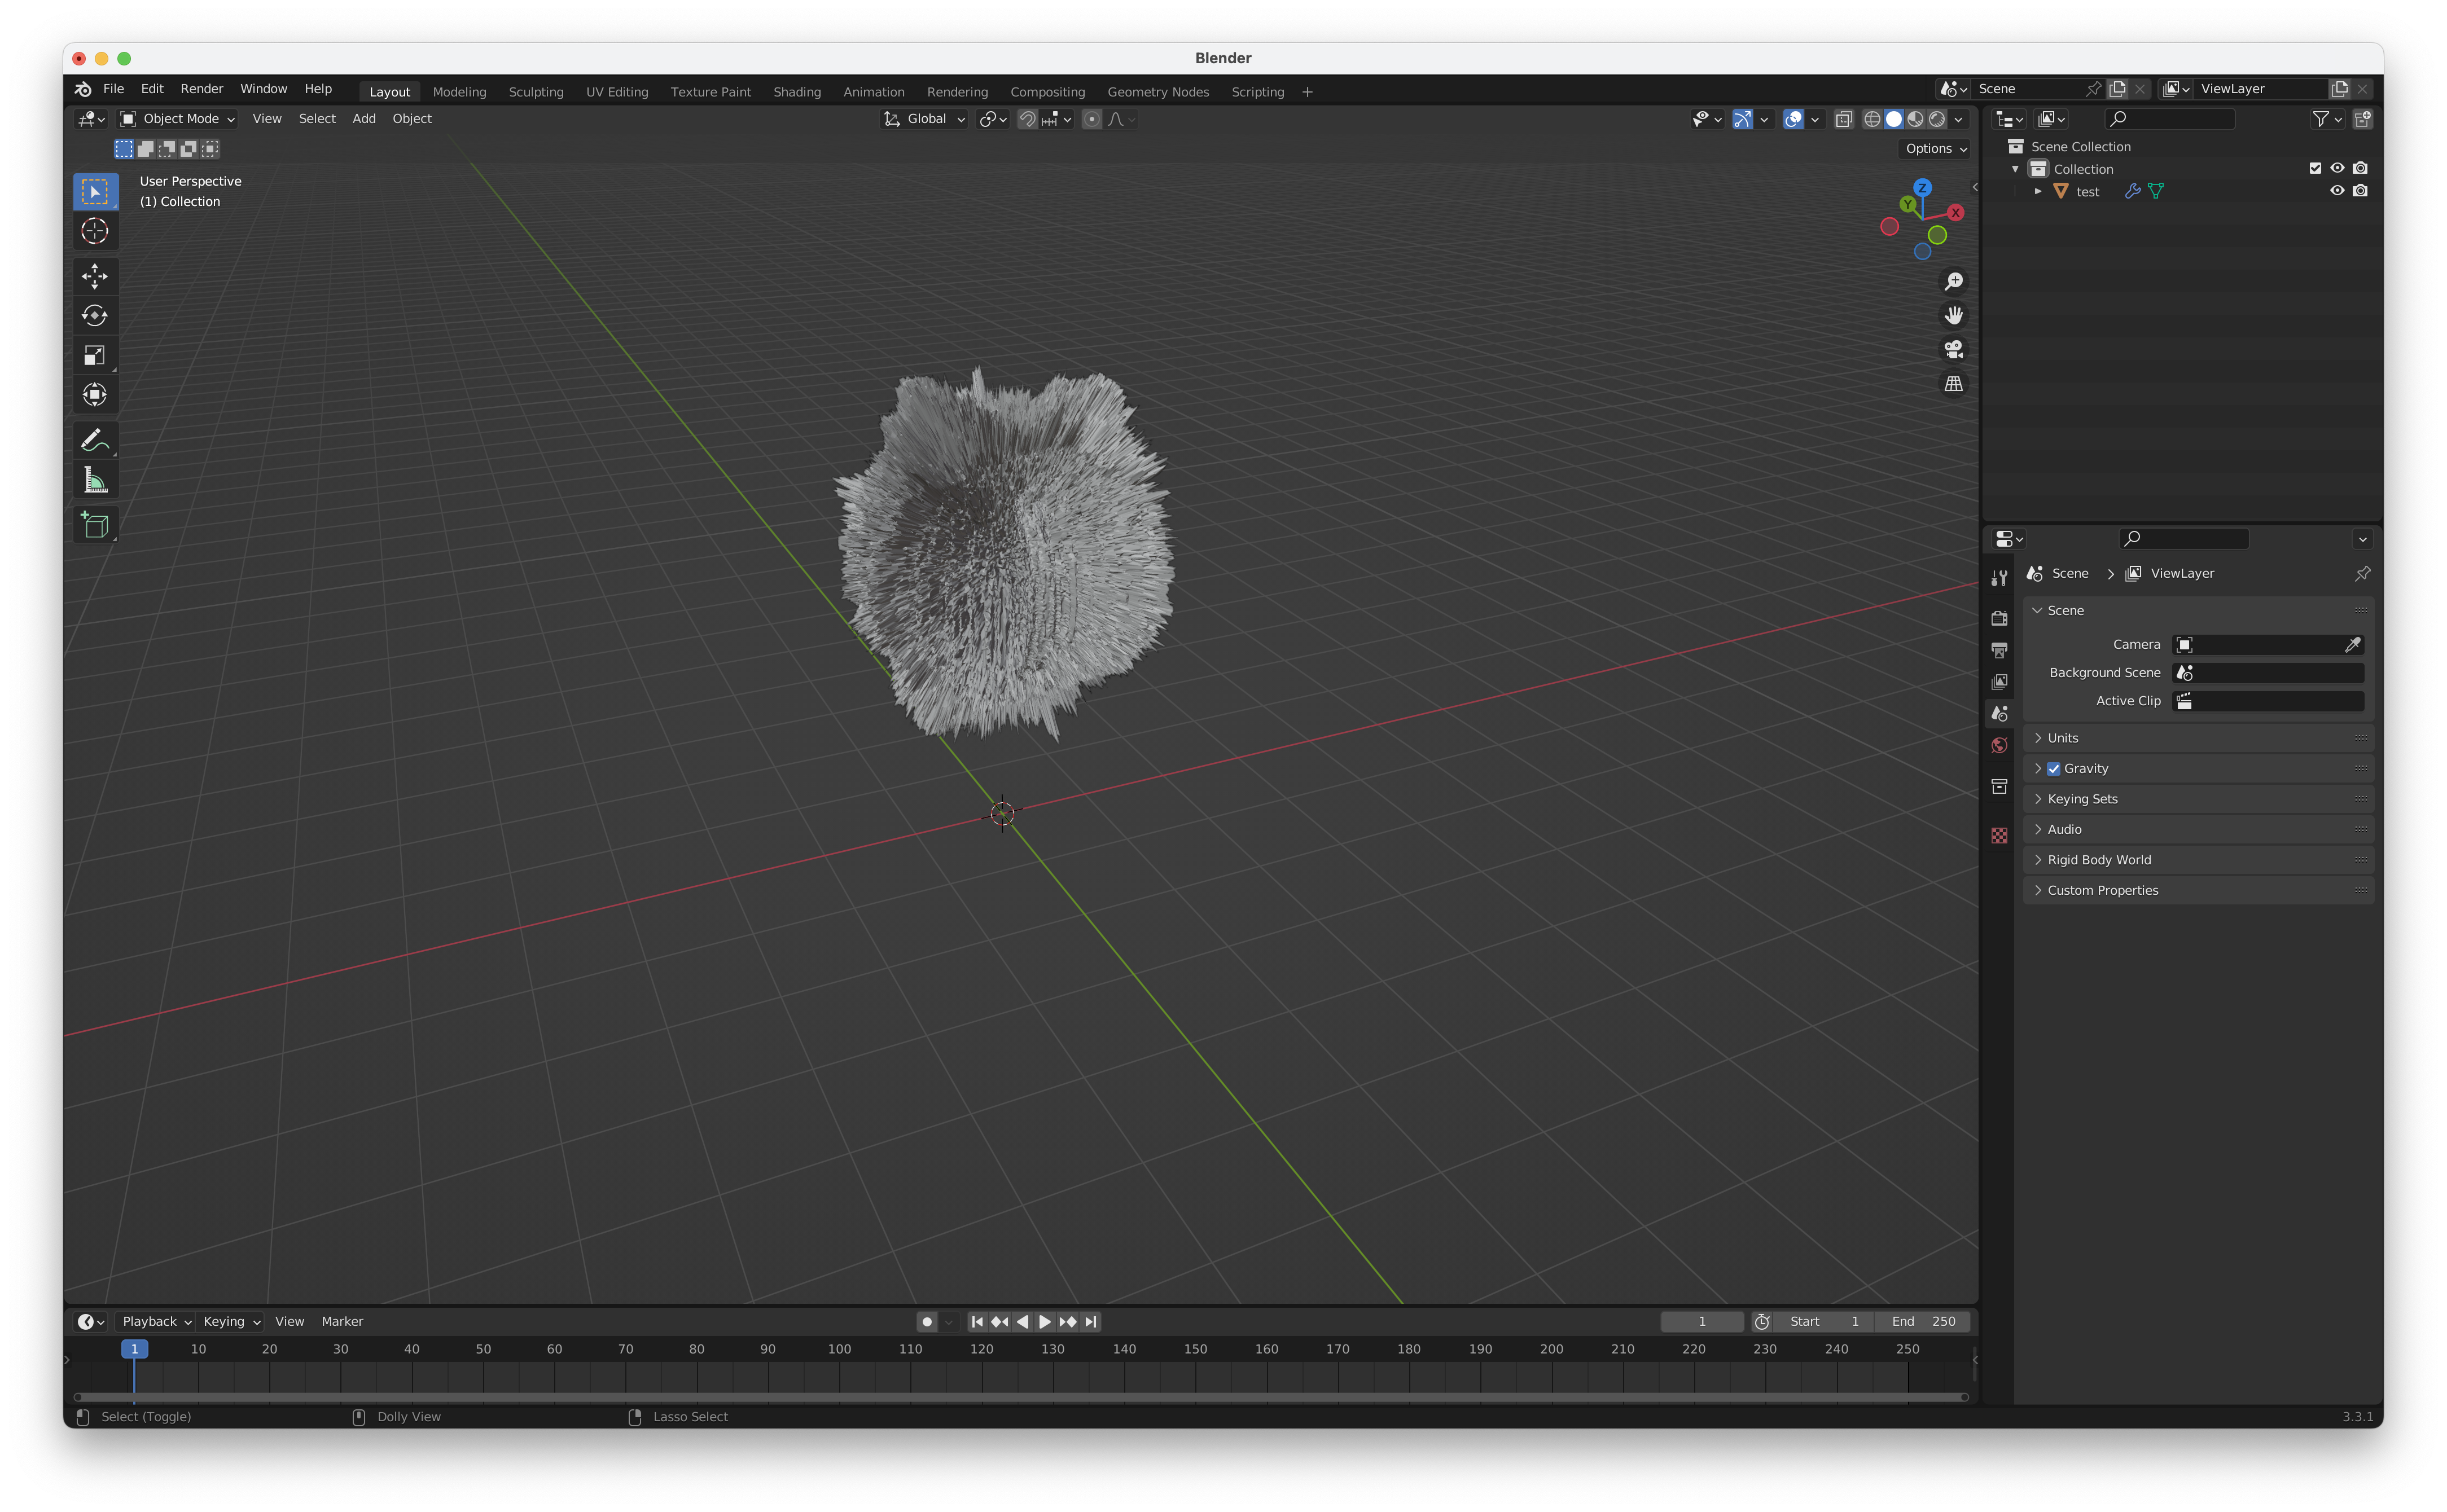 Blender
File Edit Render Window Help Layout Modeling Sculpting UV Editing Texture Paint Shading Animation Rendering Compositing Geometry Nodes Scripting + Scene ViewLayer
Object Mode View Select Add Object Global
Options
User Perspective
(1) Collection
Z
Y
X
Scene Collection
Collection
test
Scene ViewLayer
Scene
Camera
Background Scene
Active Clip
Units
Gravity
Keying Sets
Audio
Rigid Body World
Custom Properties
Playback Keying View Marker 1 Start 1 End 250
1 10 20 30 40 50 60 70 80 90 100 110 120 130 140 150 160 170 180 190 200 210 220 230 240 250
Select (Toggle) Dolly View Lasso Select 3.3.1